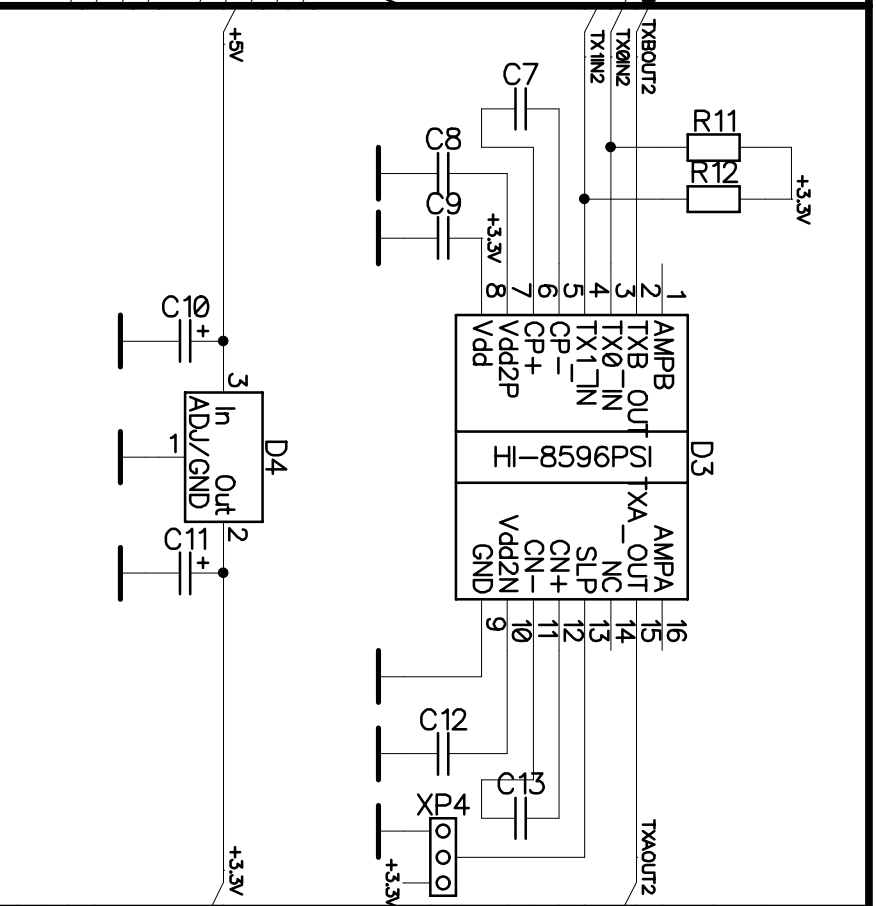 +5V
TX1IN2
TX0IN2
TXBOUT2
C7
R11
C8
R12
C9
+3.3V
+3.3V
8
7
6
5
4
3
2
1
Vdd
Vdd2P
CP+
CP-
TX1_IN
TX0_IN
TXB_OUT
AMPB
C10
+
3
In
ADJ/GND
1
Out
D4
2
C11
+
HI-8596PSI
D3
GND
Vdd2N
CN-
CN+
SLP
NC
TXA_OUT
AMPA
9
10
11
12
13
14
15
16
C12
C13
XP4
+3.3V
+3.3V
TXAOUT2